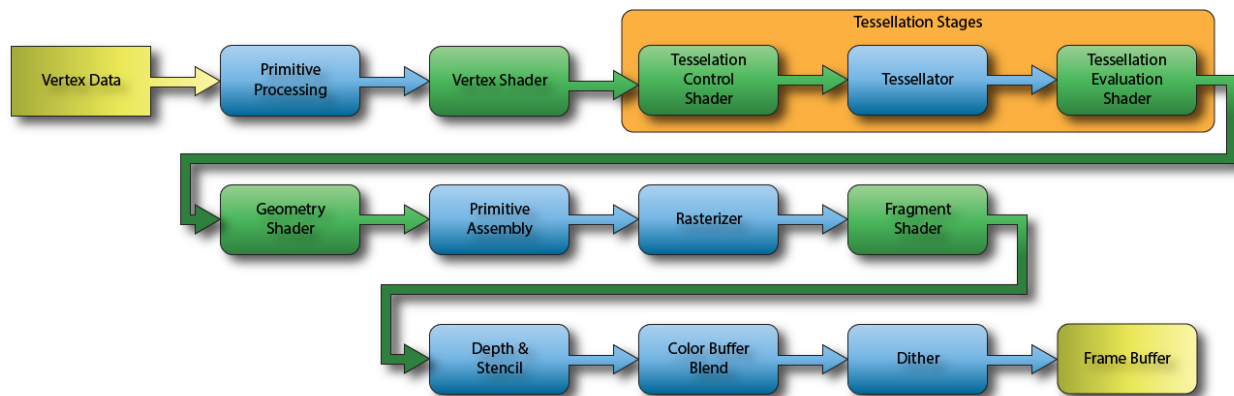 Tessellation Stages
Vertex Data
Primitive
Processing
Vertex Shader
Tesselation
Control
Shader
Tessellator
Tessellation
Evaluation
Shader
Geometry
Shader
Primitive
Assembly
Rasterizer
Fragment
Shader
Depth &
Stencil
Color Buffer
Blend
Dither
Frame Buffer